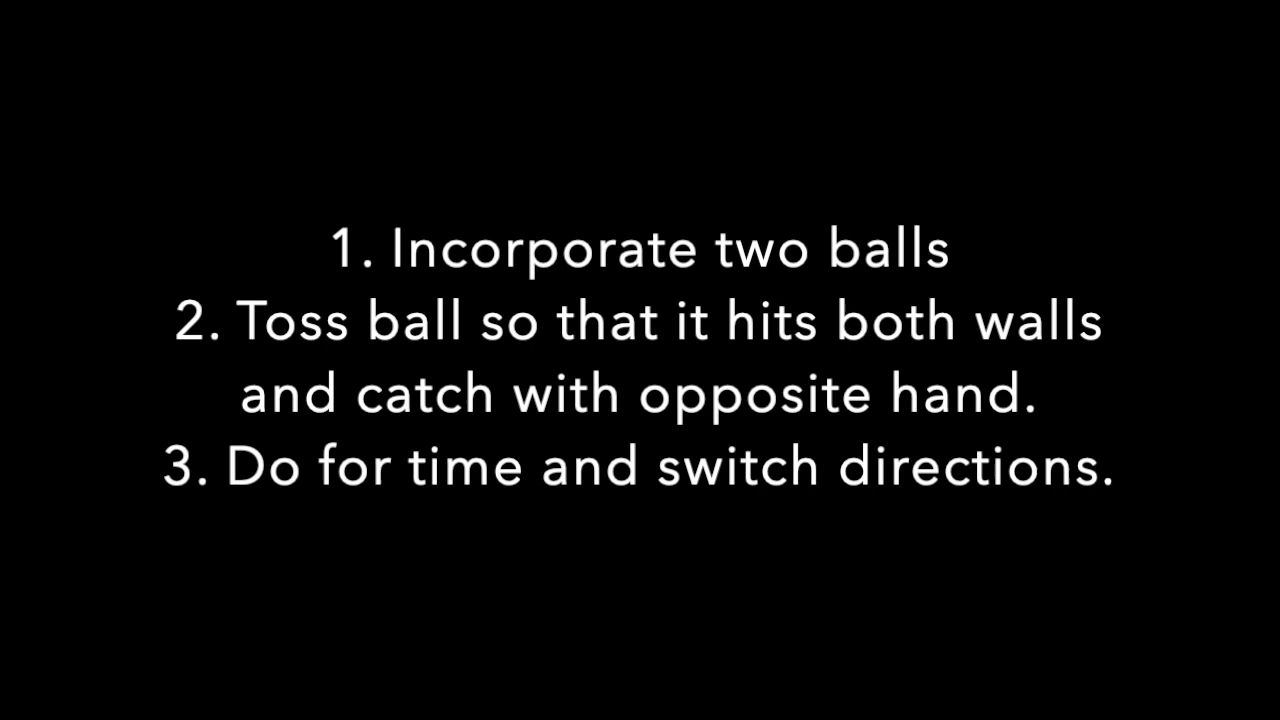 1. Incorporate two balls
2. Toss ball so that it hits both walls
and catch with opposite hand.
3. Do for time and switch directions.